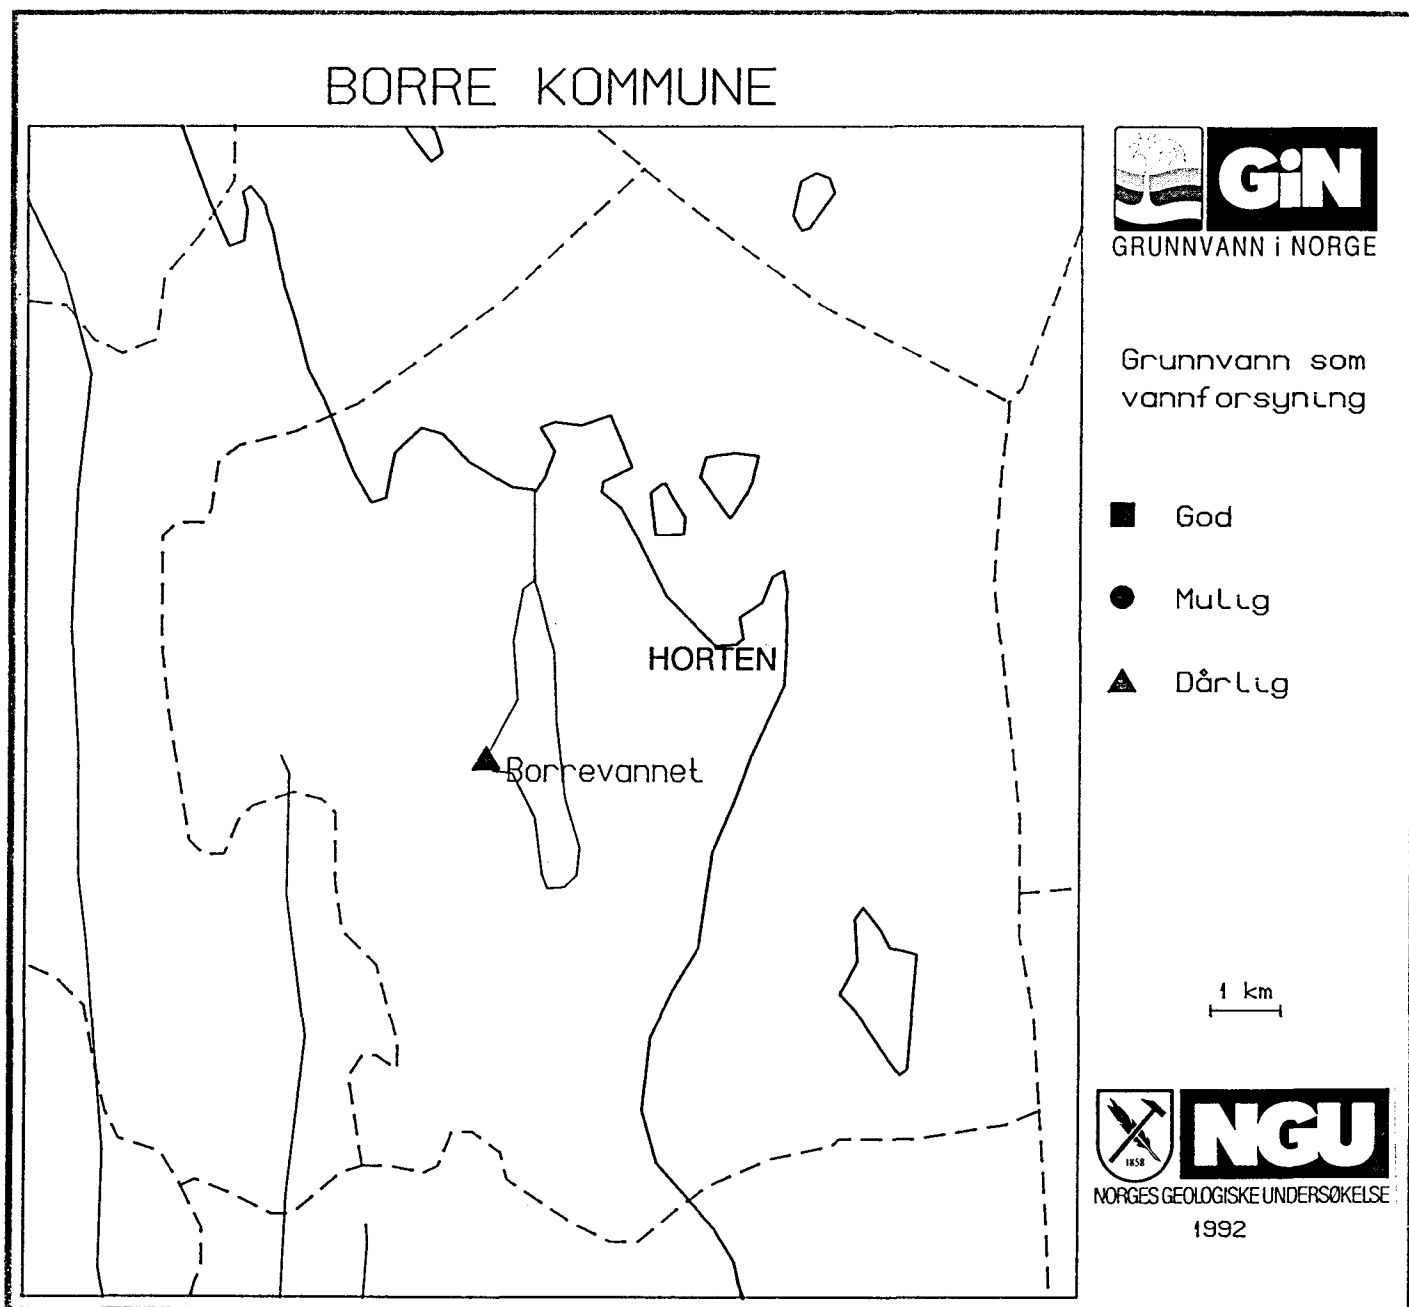 BORRE KOMMUNE
GiN
GRUNNVANN i NORGE
Grunnvann som
vannforsyning
God
Mulig
Dårlig
HORTEN
Borrevannet
1 km
1858
NGU
NORGES GEOLOGISKE UNDERSØKELSE
1992